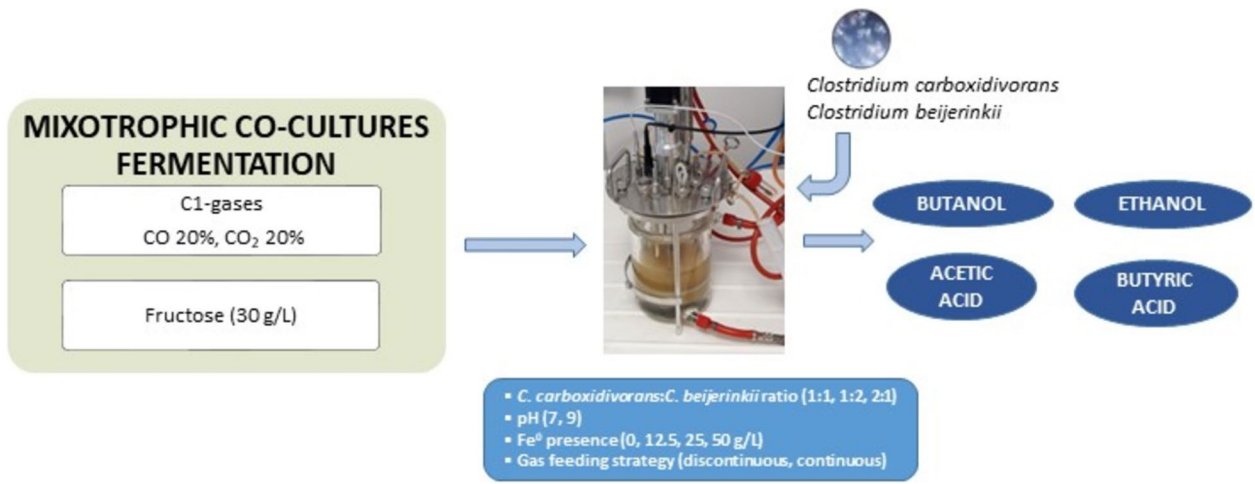 MIXOTROPHIC CO-CULTURES
FERMENTATION
C1-gases
CO 20%, CO₂ 20%
Fructose (30 g/L)
Clostridium carboxidivorans
Clostridium beijerinkii
BUTANOL
ETHANOL
ACETIC
ACID
BUTYRIC
ACID
▪ C. carboxidivorans:C. beijerinkii ratio (1:1, 1:2, 2:1)
▪ pH (7, 9)
▪ Fe⁰ presence (0, 12.5, 25, 50 g/L)
▪ Gas feeding strategy (discontinuous, continuous)